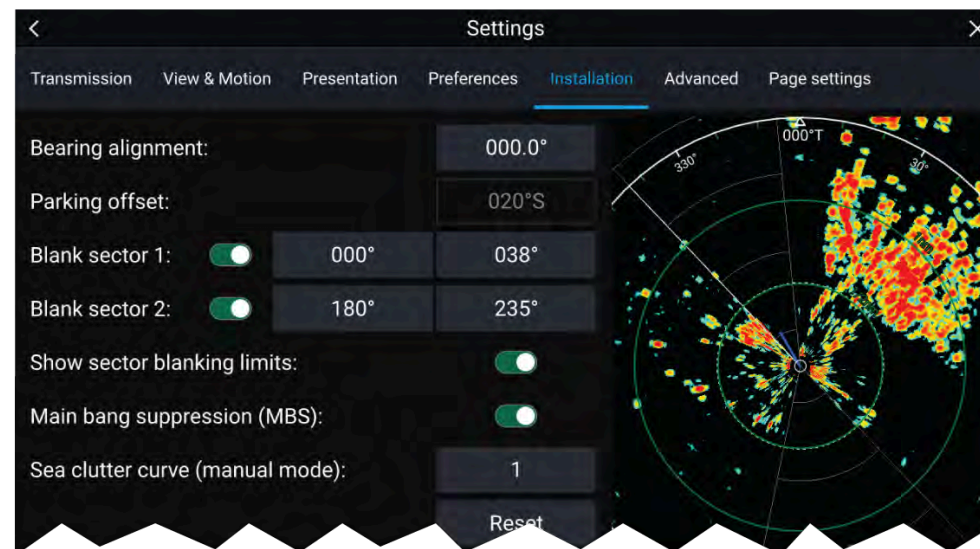 Settings
Transmission View & Motion Presentation Preferences Installation Advanced Page settings
Bearing alignment: 000.0°
Parking offset: 020°S
Blank sector 1: 000° 038°
Blank sector 2: 180° 235°
Show sector blanking limits:
Main bang suppression (MBS):
Sea clutter curve (manual mode): 1
Reset
000°T
330°
30°